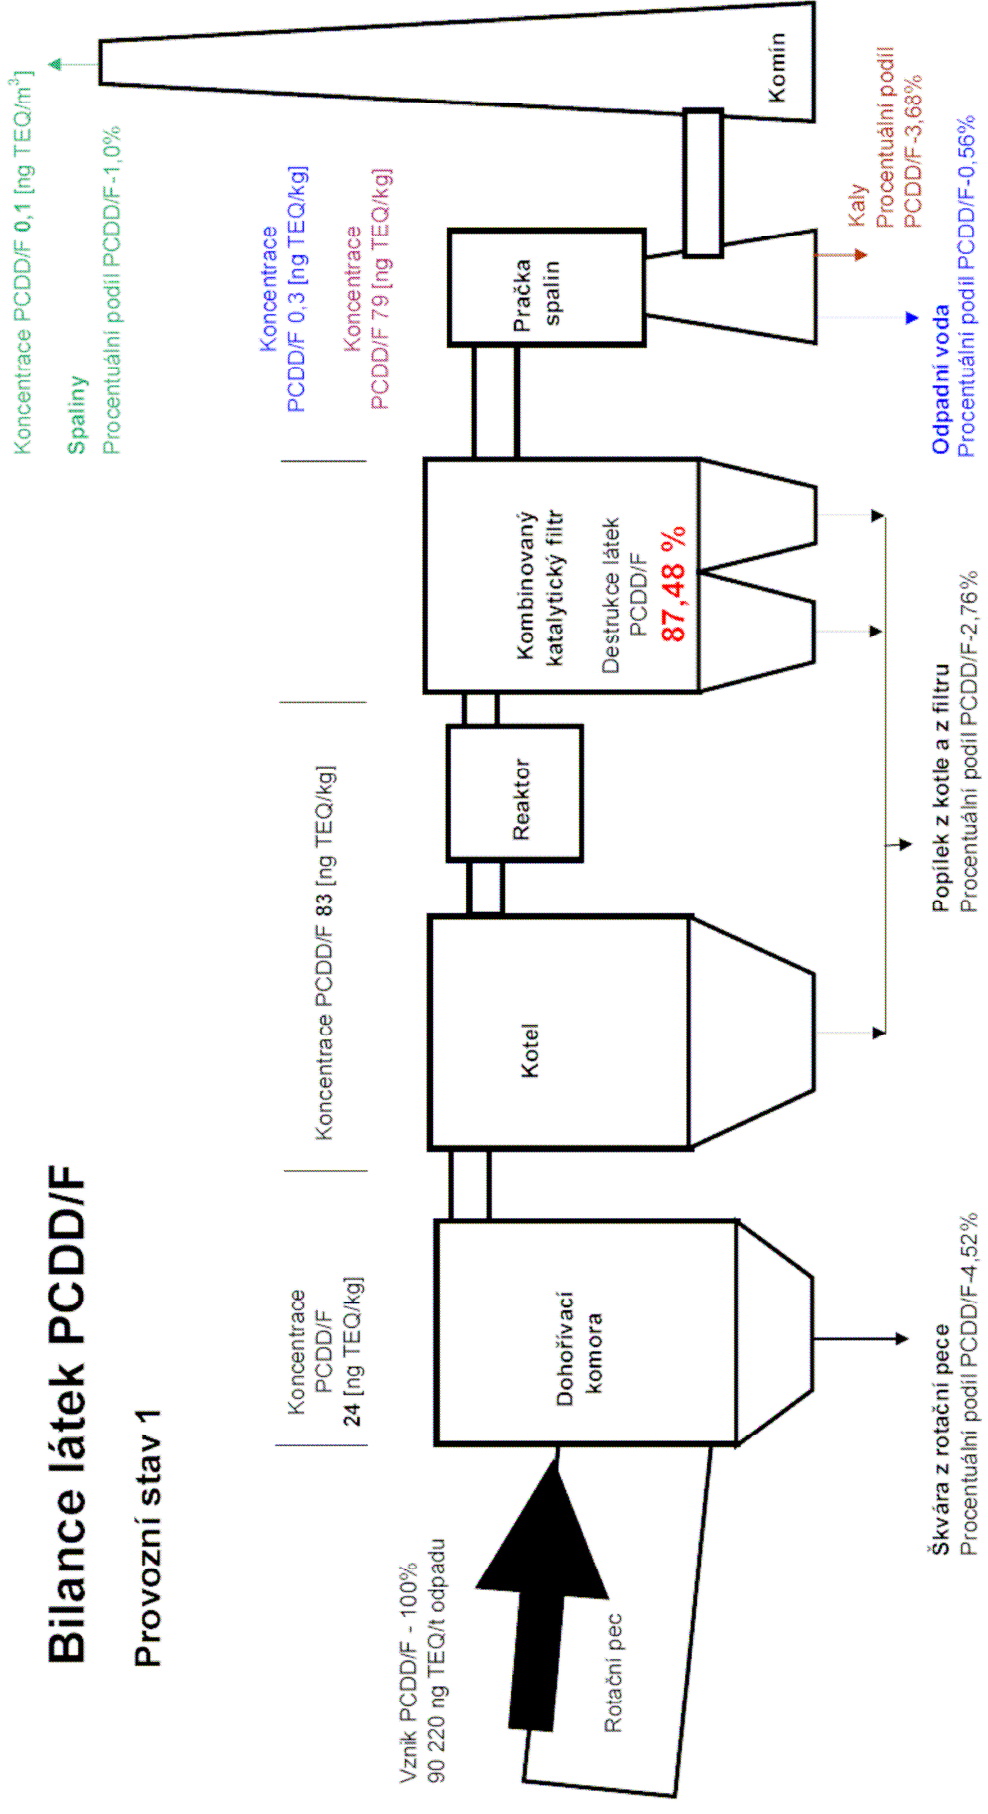 Bilance látek PCDD/F
Provozní stav 1
Koncentrace PCDD/F 0,1 [ng TEQ/m³]
Spaliny
Procentuální podíl PCDD/F-1,0%
Koncentrace
PCDD/F
24 [ng TEQ/kg]
Koncentrace PCDD/F 83 [ng TEQ/kg]
Koncentrace
PCDD/F 0,3 [ng TEQ/kg]
Koncentrace
PCDD/F 79 [ng TEQ/kg]
Vznik PCDD/F - 100%
90 220 ng TEQ/t odpadu
Rotační pec
Dohořívací
komora
Kotel
Reaktor
Kombinovaný
katalytický filtr
Destrukce látek
PCDD/F
87,48 %
Pračka
spalin
Komín
Kaly
Procentuální podíl
PCDD/F-3,68%
Škvára z rotační pece
Procentuální podíl PCDD/F-4,52%
Popílek z kotle a z filtru
Procentuální podíl PCDD/F-2,76%
Odpadní voda
Procentuální podíl PCDD/F-0,56%